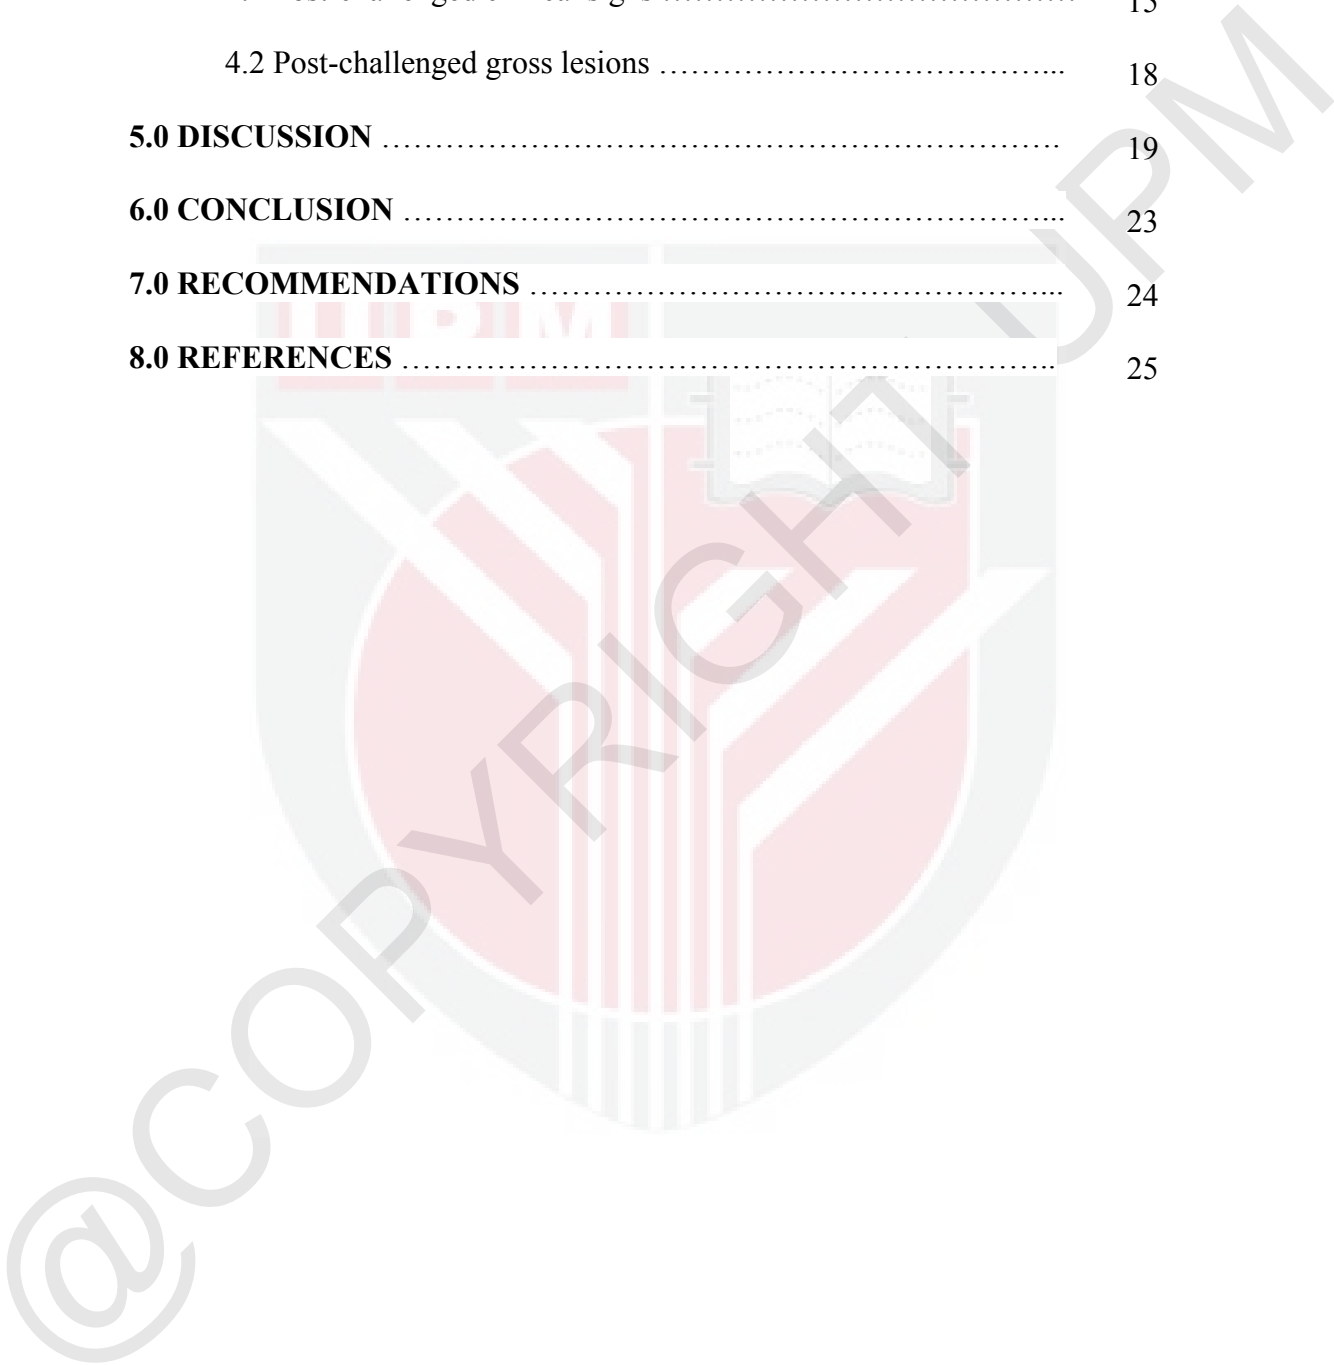 15
4.2 Post-challenged gross lesions ……………………………….. 18
5.0 DISCUSSION ………………………………………………………. 19
6.0 CONCLUSION ……………………………………………………... 23
7.0 RECOMMENDATIONS ………………………………………….. 24
8.0 REFERENCES …………………………………………………….. 25
UPM
@COPYRIGHT UPM